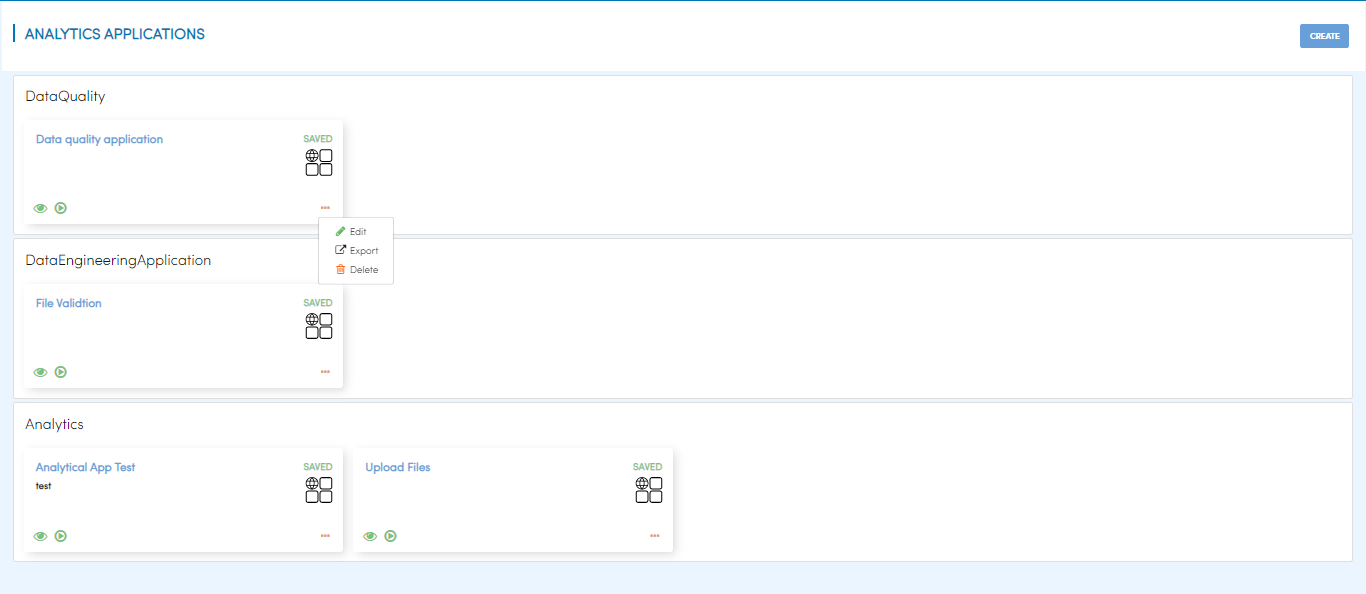 ANALYTICS APPLICATIONS
CREATE
DataQuality
Data quality application
SAVED
Edit
Export
Delete
DataEngineeringApplication
File Validtion
SAVED
Analytics
Analytical App Test
SAVED
test
Upload Files
SAVED